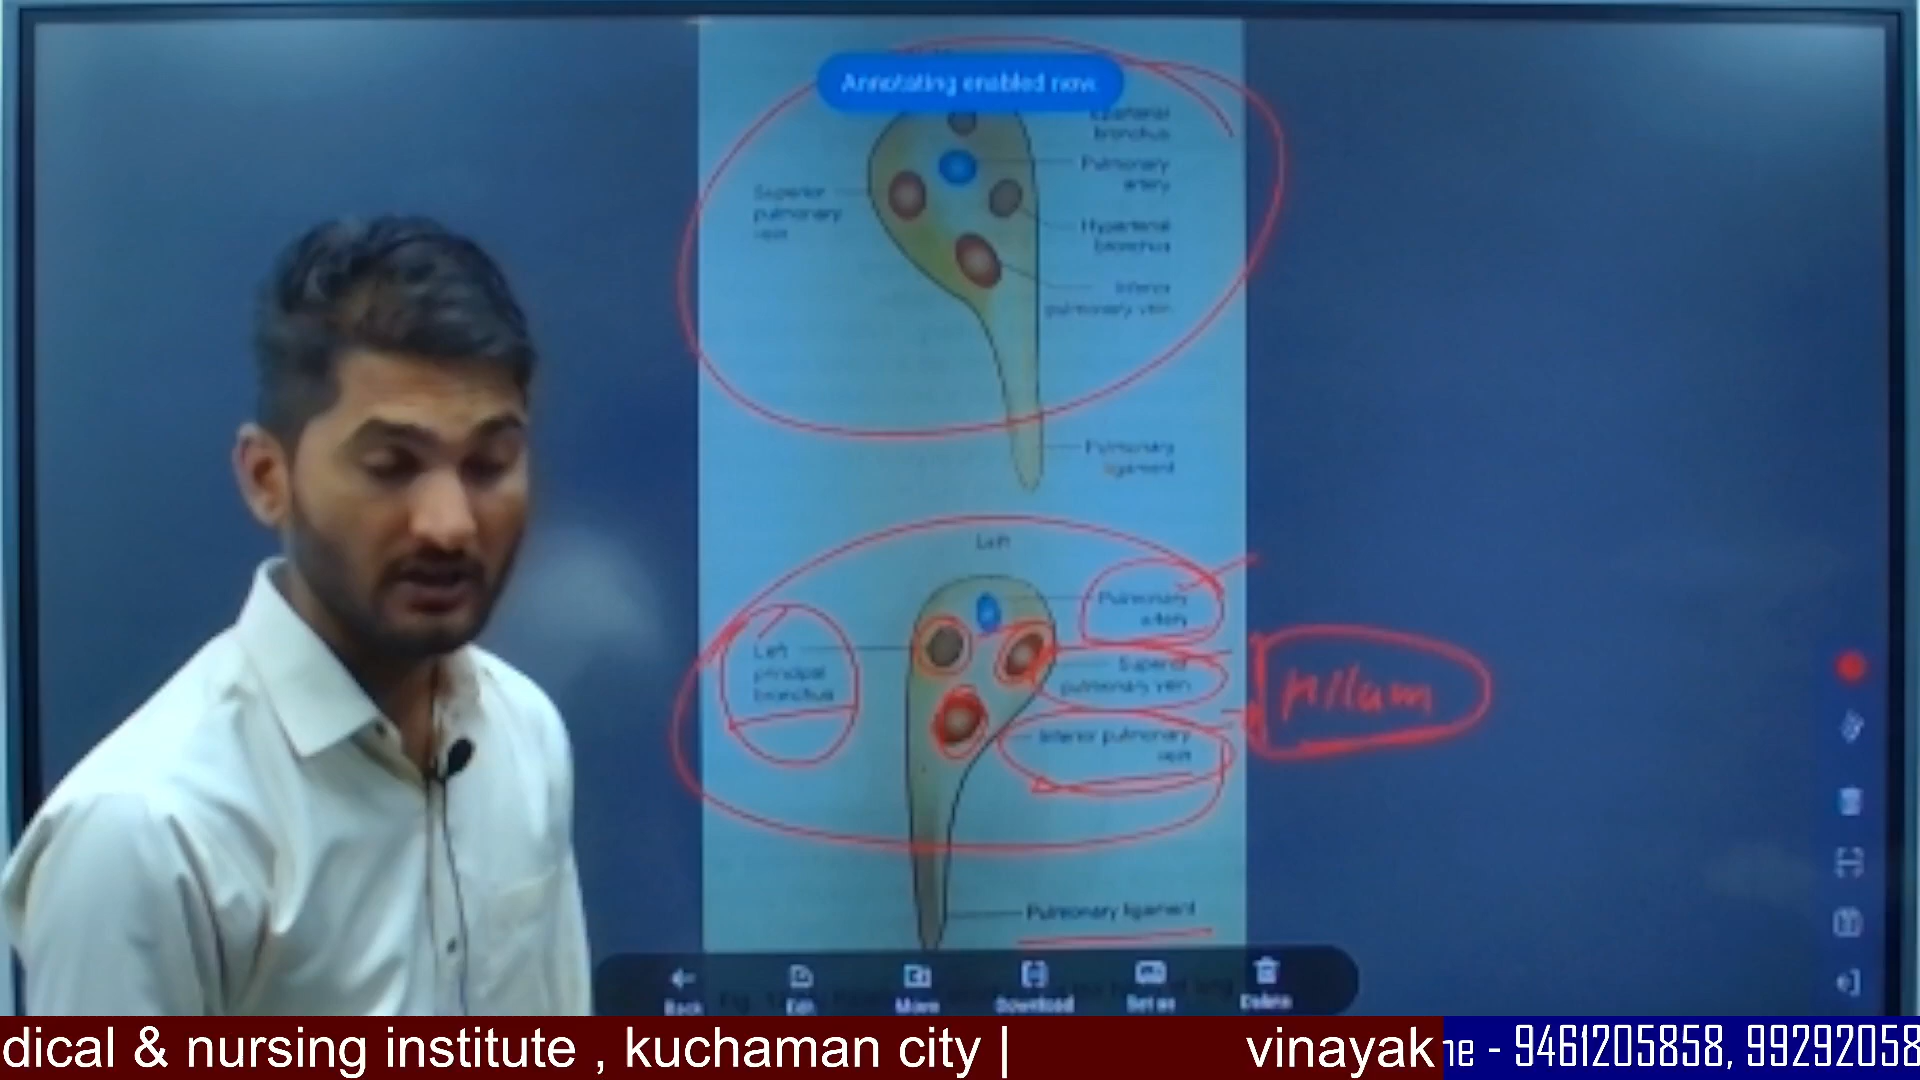 Annotating enabled now
Eparterial
bronchus
Pulmonary
artery
Superior
pulmonary
vein
Hyparterial
bronchus
Inferior
pulmonary vein
Pulmonary
ligament
Left
Pulmonary
artery
Left
principal
bronchus
Superior
pulmonary vein
Inferior pulmonary
vein
Pulmonary ligament
Back Edit Move Download Set as Delete
dical & nursing institute , kuchaman city | vinayak
ne - 9461205858, 99292058